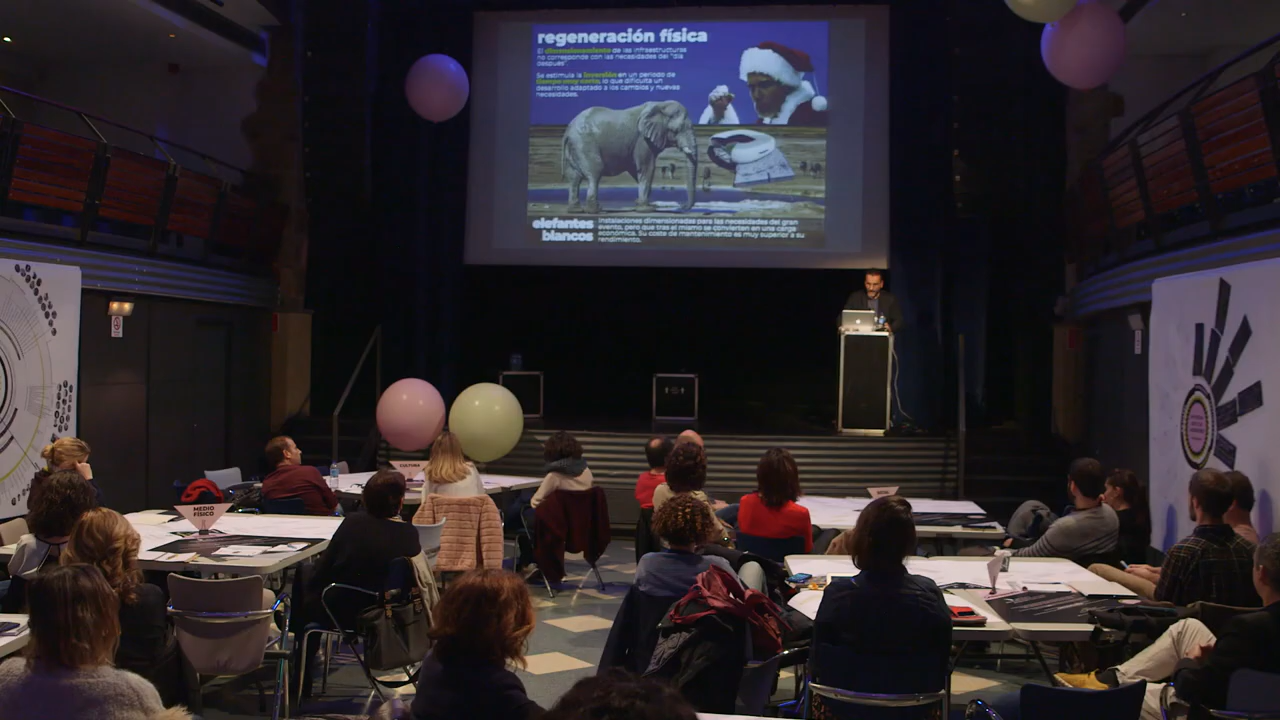 regeneración física
El dimensionamiento de las infraestructuras
no corresponde con las necesidades del "día
después".
Se estimula la inversión en un periodo de
tiempo muy corto, lo que dificulta un
desarrollo adaptado a los cambios y nuevas
necesidades.
elefantes
blancos
Instalaciones dimensionadas para las necesidades del gran
evento, pero que tras el mismo se convierten en una carga
económica. Su coste de mantenimiento es muy superior a su
rendimiento.
CULTURA
MEDIO
FÍSICO